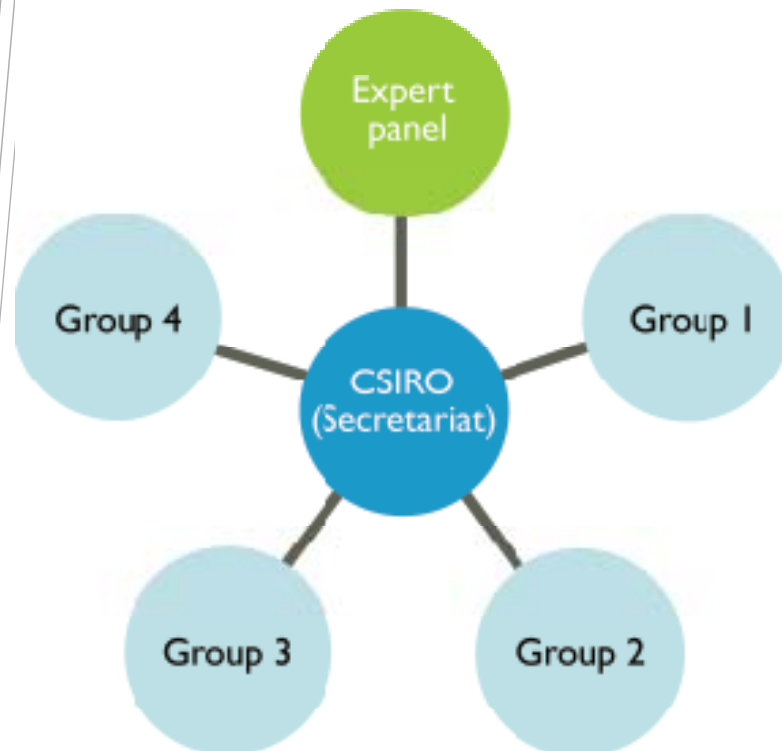 Expert
panel
Group 4
Group 1
CSIRO
(Secretariat)
Group 3
Group 2